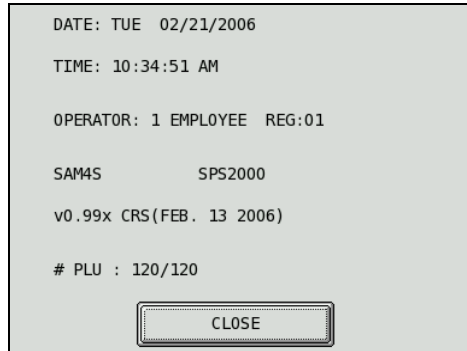 DATE: TUE 02/21/2006
TIME: 10:34:51 AM
OPERATOR: 1 EMPLOYEE REG:01
SAM4S SPS2000
v0.99x CRS(FEB. 13 2006)
# PLU : 120/120
CLOSE